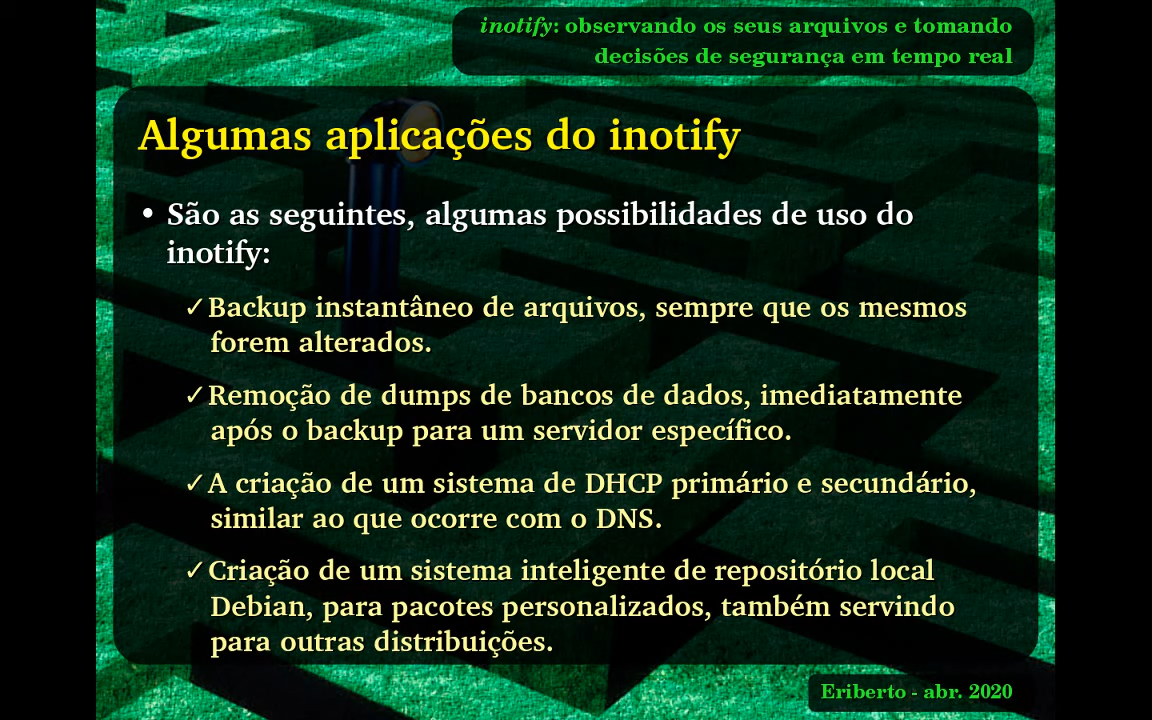 inotify: observando os seus arquivos e tomando
decisões de segurança em tempo real
Algumas aplicações do inotify
• São as seguintes, algumas possibilidades de uso do
inotify:
✓Backup instantâneo de arquivos, sempre que os mesmos
forem alterados.
✓Remoção de dumps de bancos de dados, imediatamente
após o backup para um servidor específico.
✓A criação de um sistema de DHCP primário e secundário,
similar ao que ocorre com o DNS.
✓Criação de um sistema inteligente de repositório local
Debian, para pacotes personalizados, também servindo
para outras distribuições.
Eriberto - abr. 2020